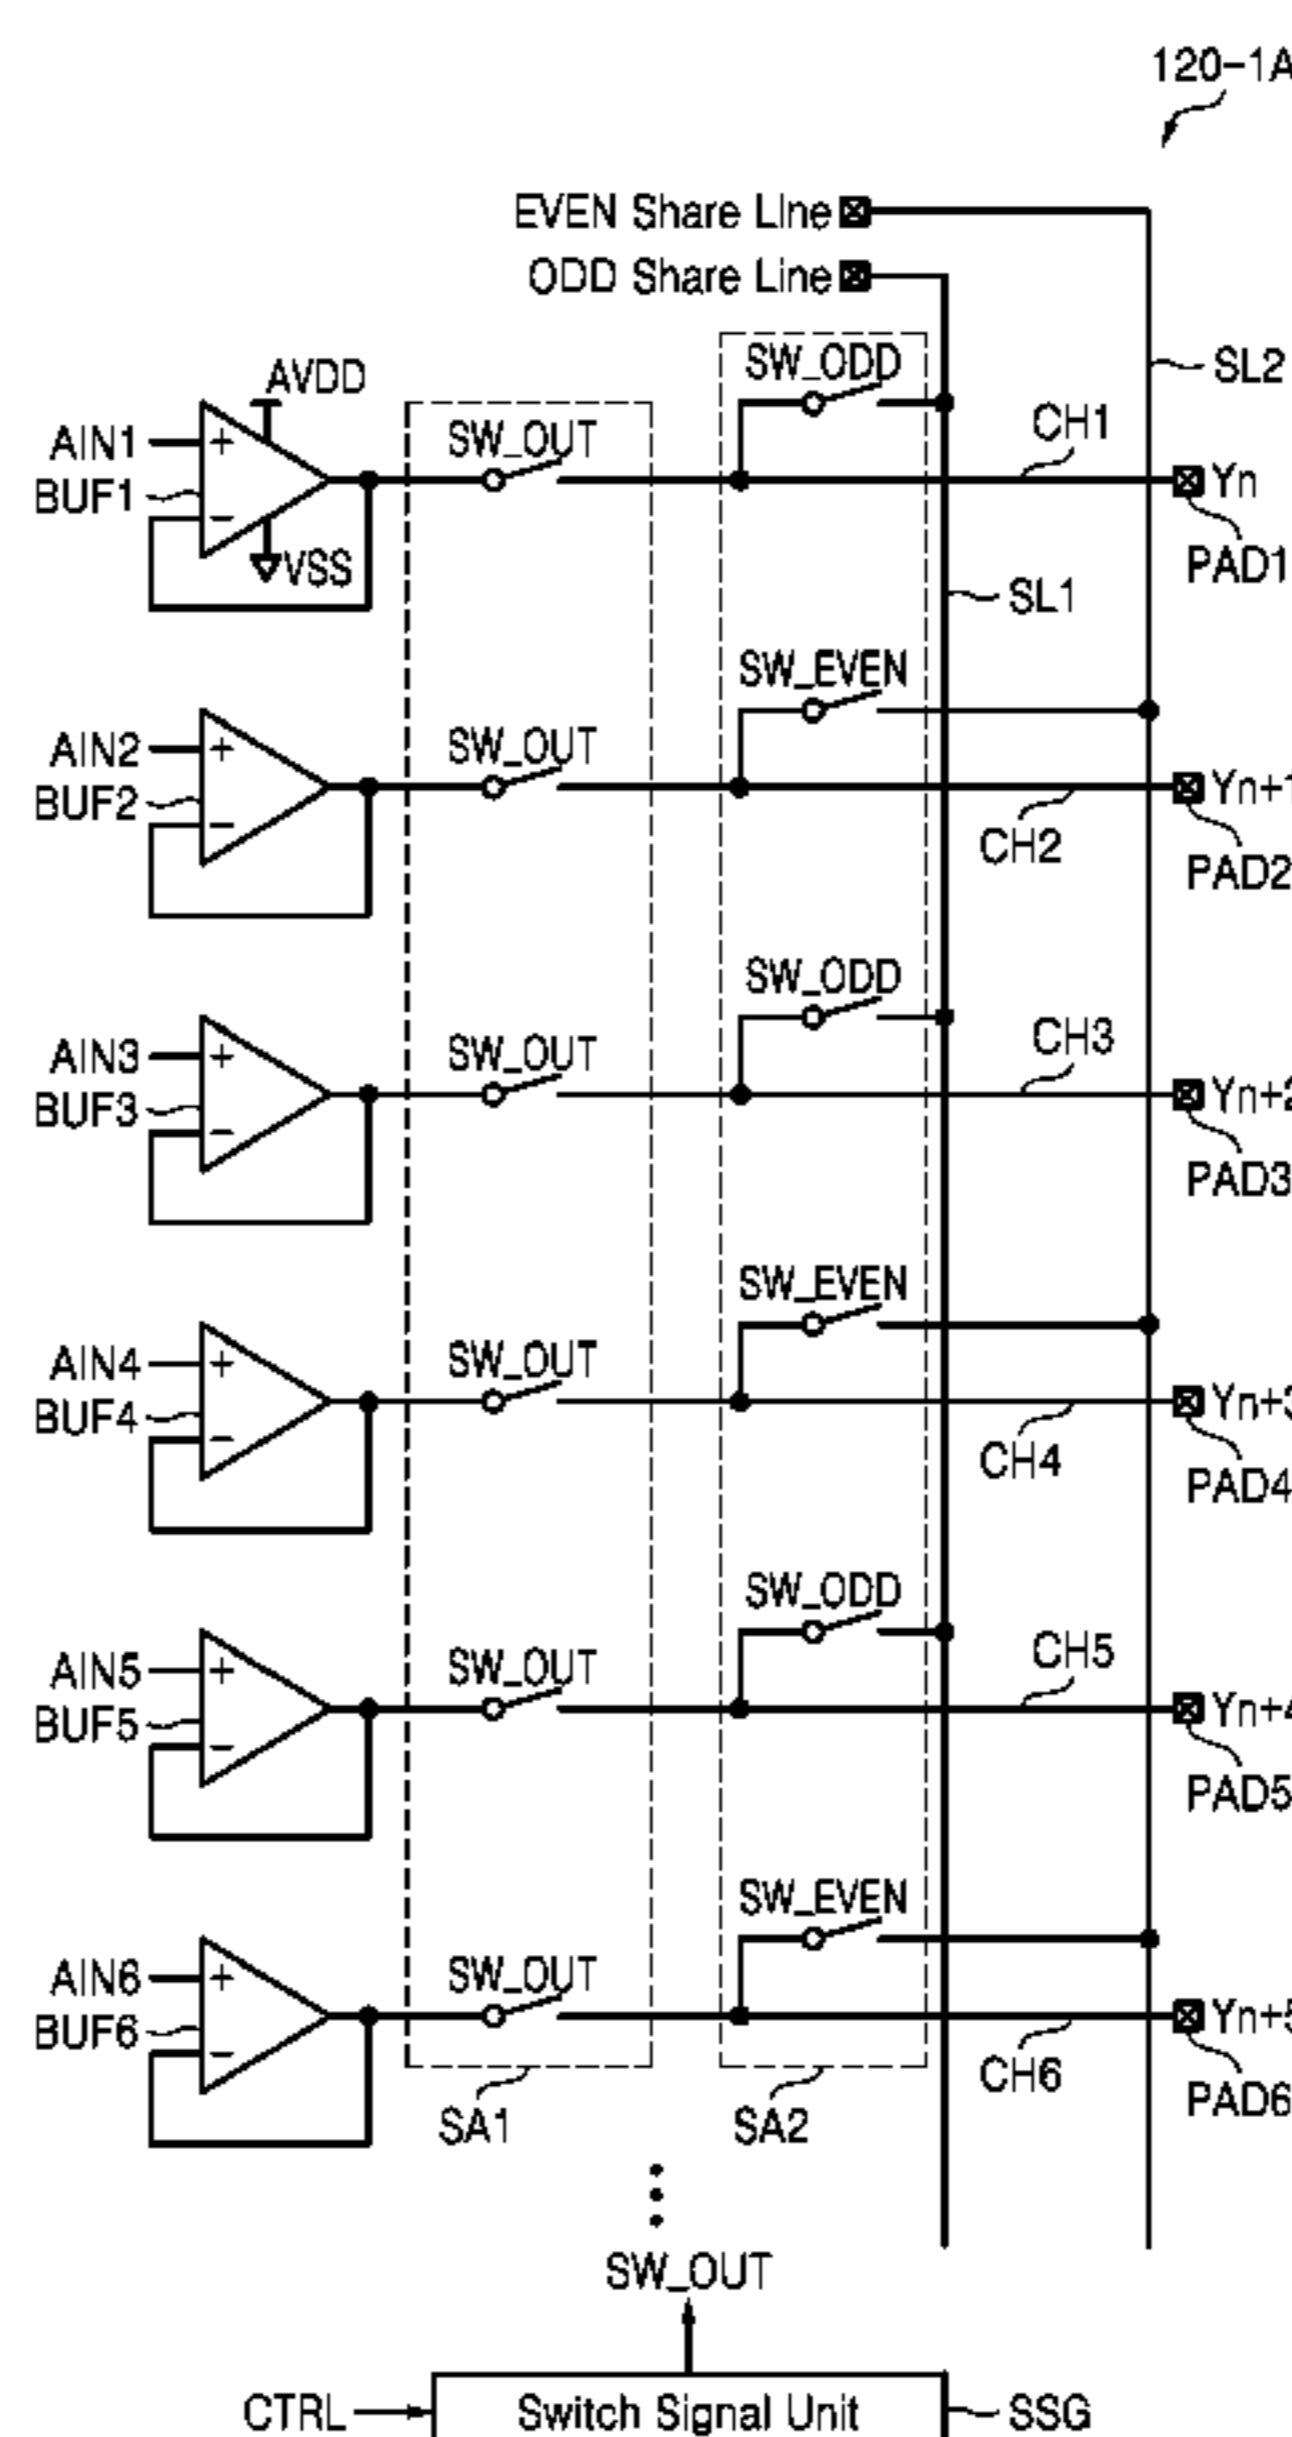 120-1A
EVEN Share Line
ODD Share Line
SW_ODD
SL2
AVDD
CH1
AIN1
+
SW_OUT
BUF1
Yn
−
VSS
PAD1
SL1
SW_EVEN
AIN2
+
SW_OUT
BUF2
Yn+1
−
CH2
PAD2
SW_ODD
CH3
AIN3
+
SW_OUT
BUF3
Yn+2
−
PAD3
SW_EVEN
AIN4
+
SW_OUT
BUF4
Yn+3
−
CH4
PAD4
SW_ODD
CH5
AIN5
+
SW_OUT
BUF5
Yn+4
−
PAD5
SW_EVEN
AIN6
+
SW_OUT
BUF6
Yn+5
−
CH6
PAD6
SA1
SA2
SW_OUT
CTRL
Switch Signal Unit
SSG